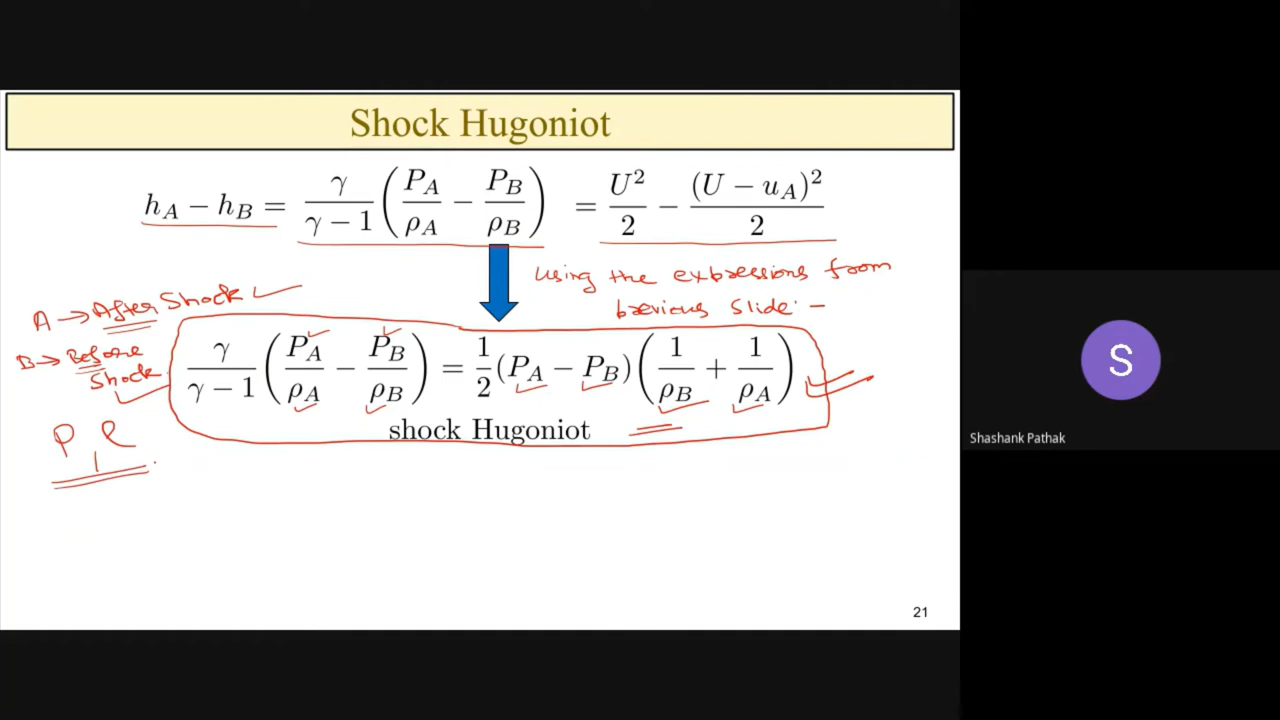 Shock Hugoniot
h_A − h_B = γ/(γ − 1) (P_A/ρ_A − P_B/ρ_B) = U²/2 − (U − u_A)²/2
using the expressions from
previous slide: −
A → After Shock
B → Before
Shock
γ/(γ − 1) (P_A/ρ_A − P_B/ρ_B) = 1/2 (P_A − P_B) (1/ρ_B + 1/ρ_A)
shock Hugoniot
P, ρ
21
S
Shashank Pathak